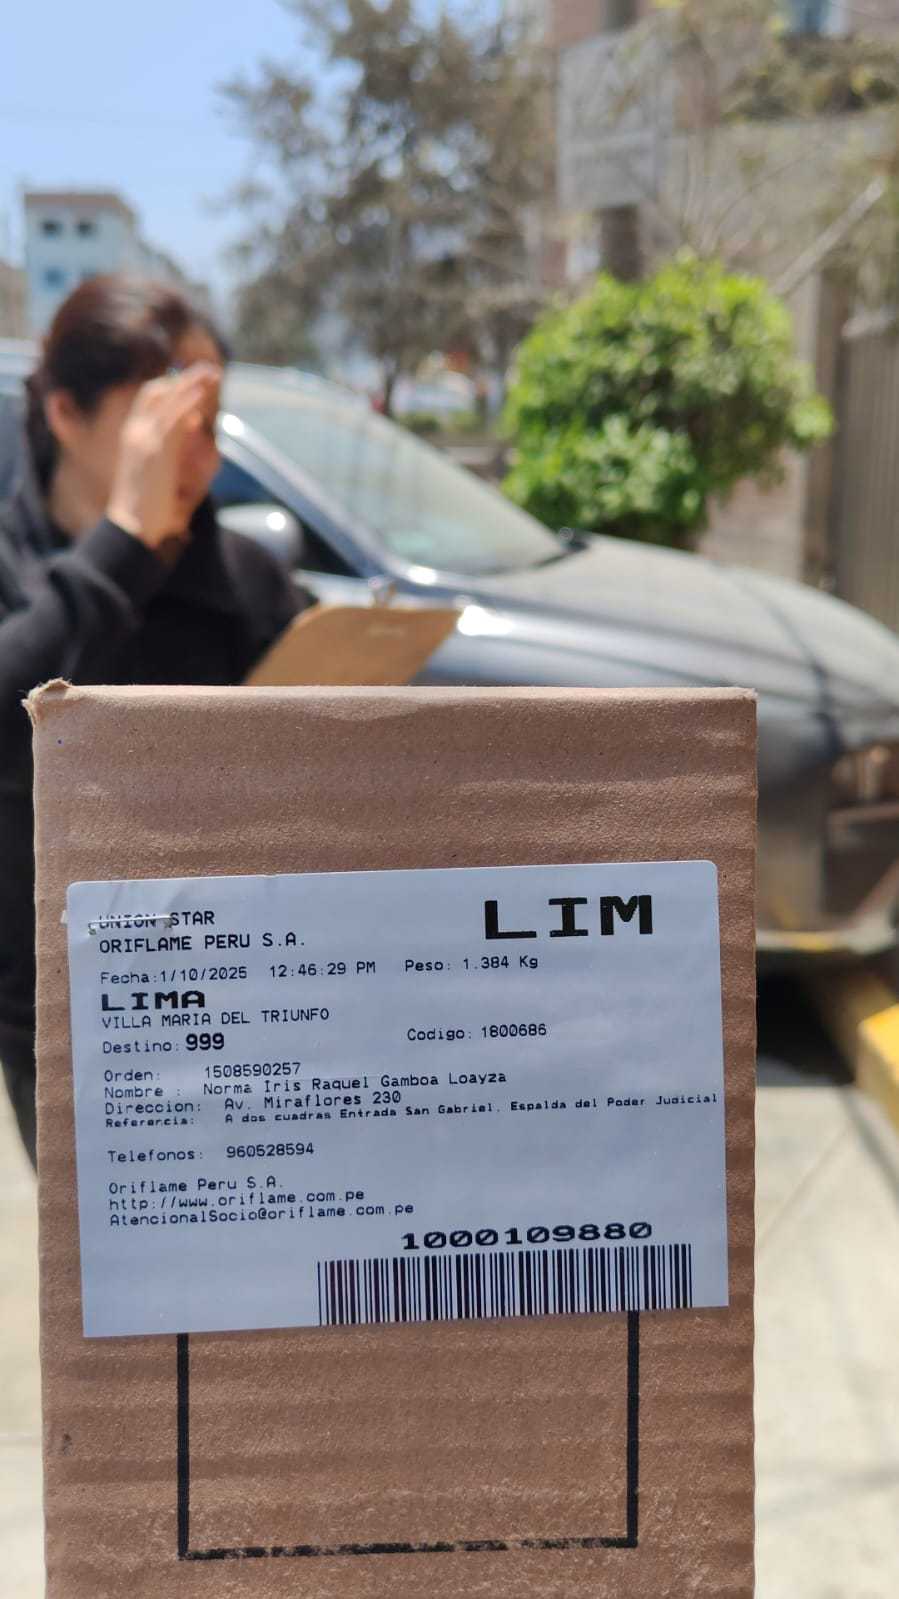 UNION STAR
LIM
ORIFLAME PERU S.A.
Fecha:1/10/2025 12:46:29 PM Peso: 1.384 Kg
LIMA
VILLA MARIA DEL TRIUNFO
Destino: 999 Codigo: 1800686
Orden: 1508590257
Nombre : Norma Iris Raquel Gamboa Loayza
Direccion: Av. Miraflores 230
Referencia: A dos cuadras Entrada San Gabriel. Espalda del Poder Judicial
Telefonos: 960528594
Oriflame Peru S.A.
http://www.oriflame.com.pe
AtencionalSocio@oriflame.com.pe
1000109880